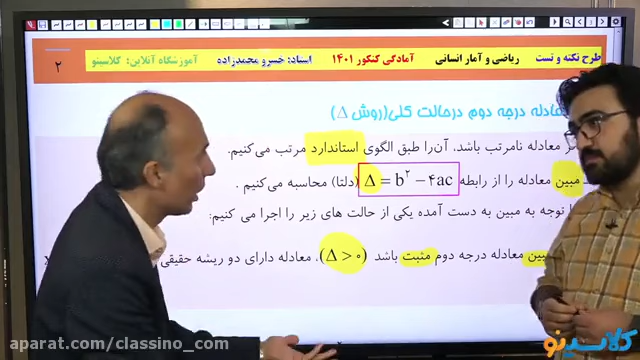 طرح نکته و تست ریاضی و آمار انسانی آمادگی کنکور ۱۴۰۱ استاد: خسرو محمدزاده آموزشگاه آنلاین: کلاسینو ۲
معادله درجه دوم در حالت کلی (روش Δ)
معادله نامرتب باشد، آن‌را طبق الگوی استاندارد مرتب می‌کنیم.
مبین معادله را از رابطه Δ = b² − ۴ac (دلتا) محاسبه می‌کنیم .
توجه به مبین به دست آمده یکی از حالت های زیر را اجرا می کنیم:
مبین معادله درجه دوم مثبت باشد (Δ > ۰)، معادله دارای دو ریشه حقیقی
aparat.com/classino_com
کلاسینو